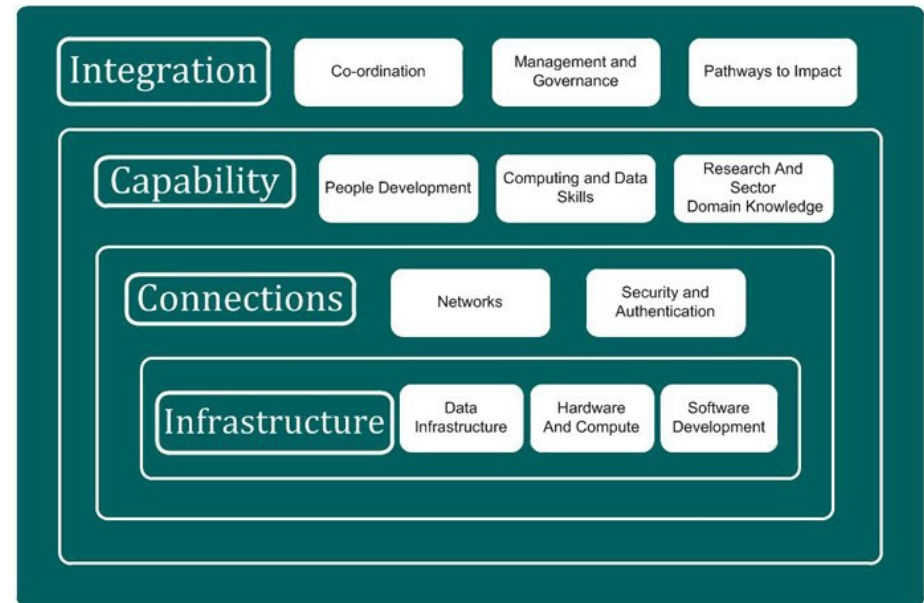 Integration
Co-ordination
Management and
Governance
Pathways to Impact
Capability
People Development
Computing and Data
Skills
Research And
Sector
Domain Knowledge
Connections
Networks
Security and
Authentication
Infrastructure
Data
Infrastructure
Hardware
And Compute
Software
Development